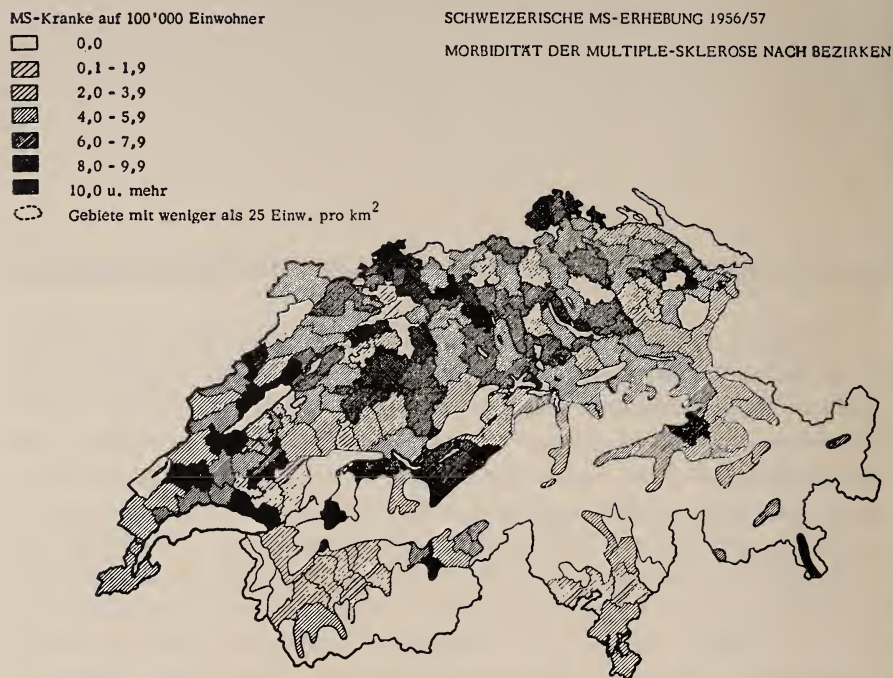 MS-Kranke auf 100'000 Einwohner
0,0
0,1 - 1,9
2,0 - 3,9
4,0 - 5,9
6,0 - 7,9
8,0 - 9,9
10,0 u. mehr
Gebiete mit weniger als 25 Einw. pro km²
SCHWEIZERISCHE MS-ERHEBUNG 1956/57
MORBIDITÄT DER MULTIPLE-SKLEROSE NACH BEZIRKEN